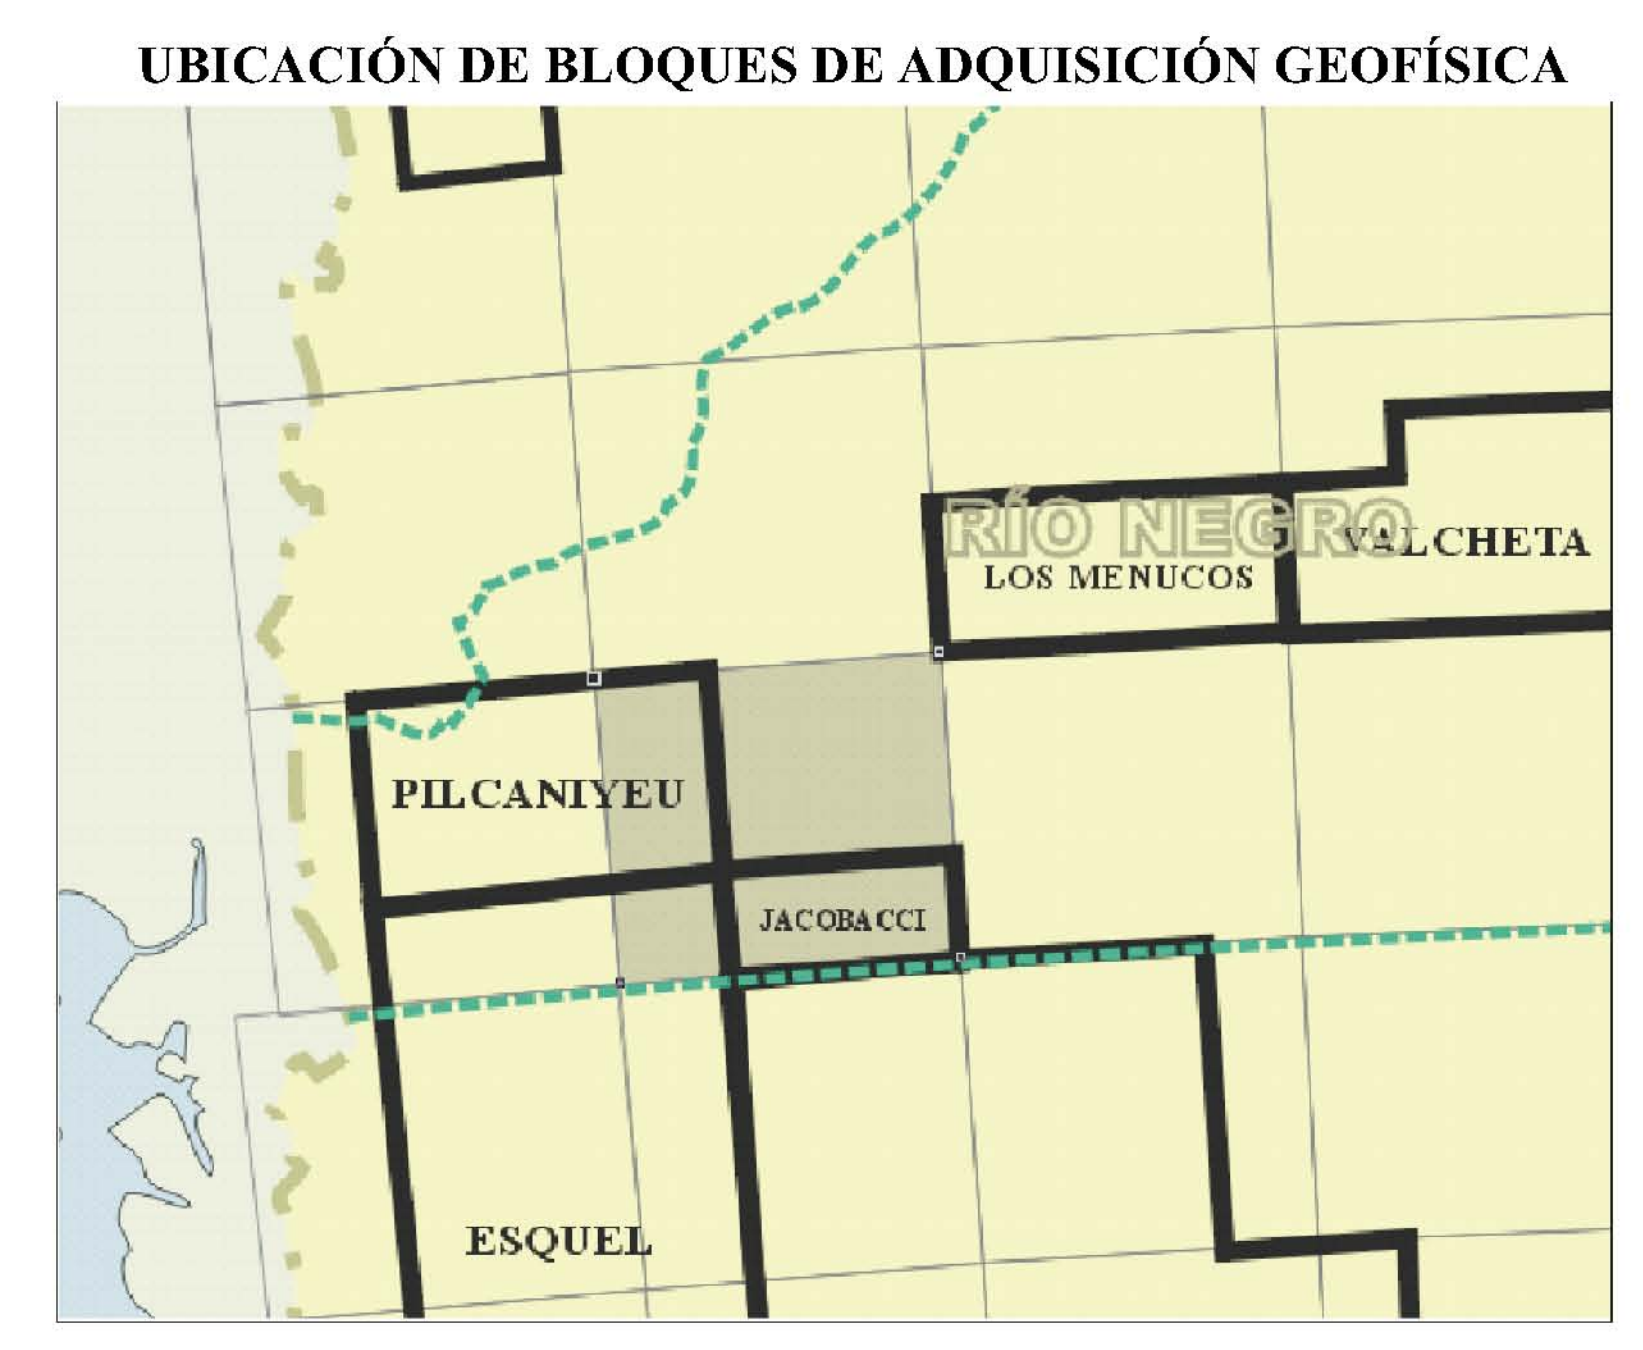 UBICACIÓN DE BLOQUES DE ADQUISICIÓN GEOFÍSICA
RÍO NEGRO
VALCHETA
LOS MENUCOS
PILCANIYEU
JACOBACCI
ESQUEL